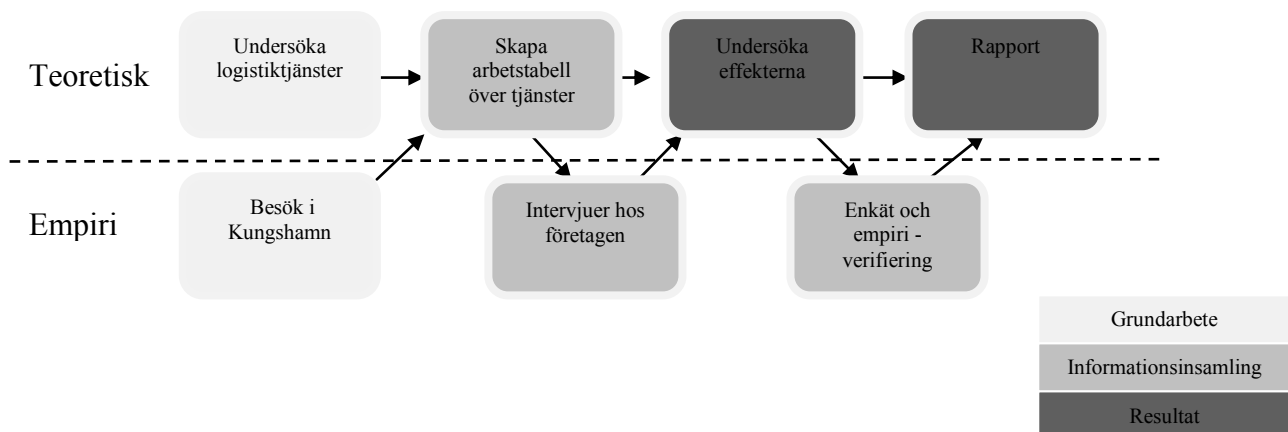 Teoretisk
Undersöka
logistiktjänster
Skapa
arbetstabell
över tjänster
Undersöka
effekterna
Rapport
Empiri
Besök i
Kungshamn
Intervjuer hos
företagen
Enkät och
empiri -
verifiering
Grundarbete
Informationsinsamling
Resultat